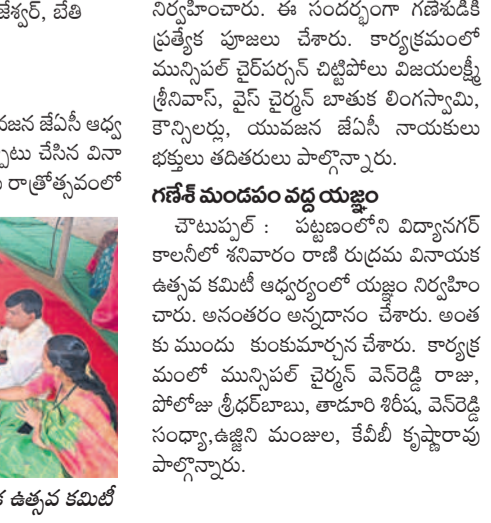 జేశ్వర్, బేతి
వజన జేఏసీ ఆధ్వ
ప్పటు చేసిన వినా
రాత్రోత్సవంలో
క ఉత్సవ కమిటీ
నిర్వహించారు. ఈ సందర్భంగా గణేశుడికి
ప్రత్యేక పూజలు చేశారు. కార్యక్రమంలో
మున్సిపల్ చైర్‌పర్సన్ చిట్టిపోలు విజయలక్ష్మీ
శ్రీనివాస్, వైస్ చైర్మన్ బాతుక లింగస్వామి,
కౌన్సిలర్లు, యువజన జేఏసీ నాయకులు
భక్తులు తదితరులు పాల్గొన్నారు.
గణేశ్ మండపం వద్ద యజ్ఞం
చౌటుప్పల్ : పట్టణంలోని విద్యానగర్
కాలనీలో శనివారం రాణి రుద్రమ వినాయక
ఉత్సవ కమిటీ ఆధ్వర్యంలో యజ్ఞం నిర్వహిం
చారు. అనంతరం అన్నదానం చేశారు. అంత
కు ముందు కుంకుమార్చన చేశారు. కార్యక్ర
మంలో మున్సిపల్ చైర్మన్ వెన్‌రెడ్డి రాజు,
పోలోజు శ్రీధర్‌బాబు, తాడూరి శిరీష, వెన్‌రెడ్డి
సంధ్యా,ఉజ్జిని మంజుల, కేవీబీ కృష్ణారావు
పాల్గొన్నారు.